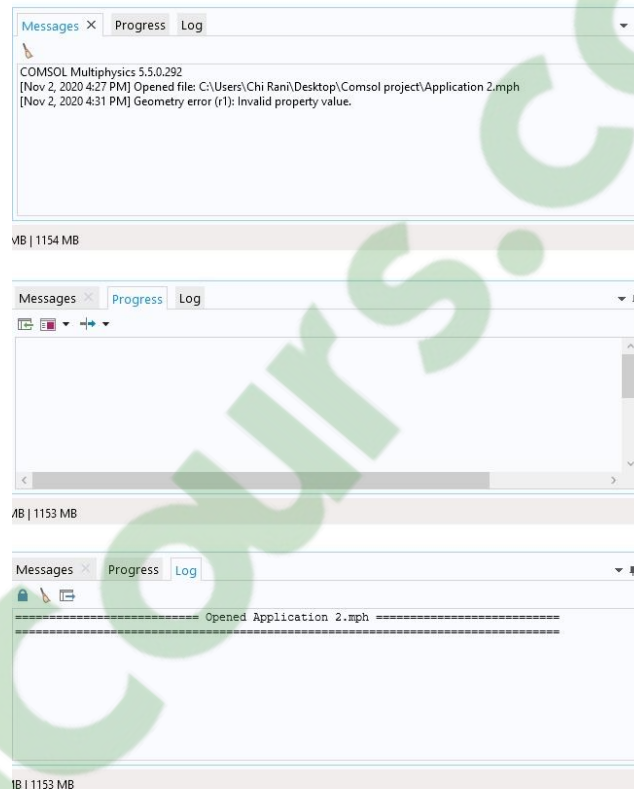 Messages Progress Log
COMSOL Multiphysics 5.5.0.292
[Nov 2, 2020 4:27 PM] Opened file: C:\Users\Chi Rani\Desktop\Comsol project\Application 2.mph
[Nov 2, 2020 4:31 PM] Geometry error (r1): Invalid property value.
MB | 1154 MB
Messages Progress Log
MB | 1153 MB
Messages Progress Log
=========================== Opened Application 2.mph ===========================
================================================================================
MB | 1153 MB
Cours.co